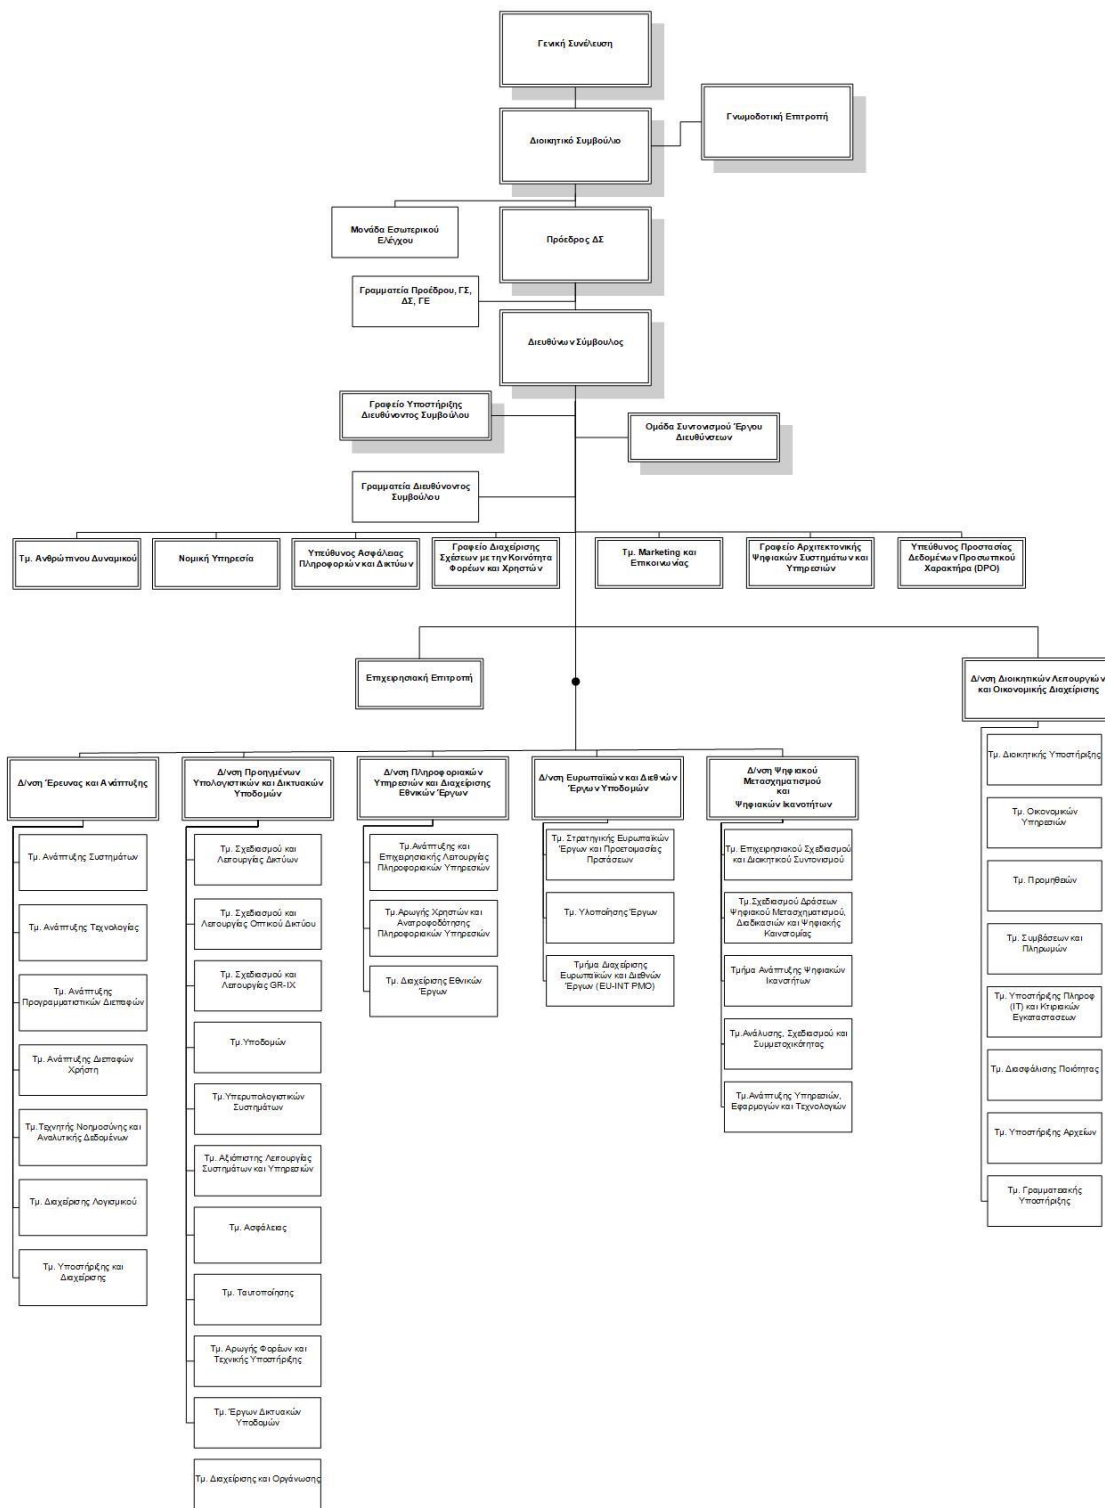 Γενική Συνέλευση
Γνωμοδοτική Επιτροπή
Διοικητικό Συμβούλιο
Μονάδα Εσωτερικού
Ελέγχου
Πρόεδρος ΔΣ
Γραμματεία Προέδρου, ΓΣ,
ΔΣ, ΓΕ
Διευθύνων Σύμβουλος
Γραφείο Υποστήριξης
Διευθύνοντος Συμβούλου
Ομάδα Συντονισμού Έργου
Διευθύνσεων
Γραμματεία Διευθύνοντος
Συμβούλου
Τμ. Ανθρώπινου Δυναμικού
Νομική Υπηρεσία
Υπεύθυνος Ασφάλειας
Πληροφοριών και Δικτύων
Γραφείο Διαχείρισης
Σχέσεων με την Κοινότητα
Φορέων και Χρηστών
Τμ. Marketing και
Επικοινωνίας
Γραφείο Αρχιτεκτονικής
Ψηφιακών Συστημάτων και
Υπηρεσιών
Υπεύθυνος Προστασίας
Δεδομένων Προσωπικού
Χαρακτήρα (DPO)
Επιχειρησιακή Επιτροπή
Δ/νση Διοικητικών Λειτουργιών
και Οικονομικής Διαχείρισης
Τμ. Διοικητικής Υποστήριξης
Τμ. Οικονομικών
Υπηρεσιών
Τμ. Προμηθειών
Τμ. Συμβάσεων και
Πληρωμών
Τμ. Υποστήριξης Πληροφ
(IT) και Κτιριακών
Εγκαταστασεων
Τμ. Διασφάλισης Ποιότητας
Τμ. Υποστήριξης Αρχείων
Τμ. Γραμματειακής
Υποστήριξης
Δ/νση Έρευνας και Ανάπτυξης
Τμ. Ανάπτυξης Συστημάτων
Τμ. Ανάπτυξης Τεχνολογίας
Τμ. Ανάπτυξης
Προγραμματιστικών Διεπαφών
Τμ. Ανάπτυξης Διεπαφών
Χρήστη
Τμ.Τεχνητής Νοημοσύνης και
Αναλυτικής Δεδομένων
Τμ. Διαχείρισης Λογισμικού
Τμ. Υποστήριξης και
Διαχείρισης
Δ/νση Προηγμένων
Υπολογιστικών και Δικτυακών
Υποδομών
Τμ. Σχεδιασμού και
Λειτουργίας Δικτύων
Τμ. Σχεδιασμού και
Λειτουργίας Οπτικού Δικτύου
Τμ. Σχεδιασμού και
Λειτουργίας GR-IX
Τμ.Υποδομών
Τμ.Υπερυπολογιστικών
Συστημάτων
Τμ. Αξιόπιστης Λειτουργίας
Συστημάτων και Υπηρεσιών
Τμ. Ασφάλειας
Τμ. Ταυτοποίησης
Τμ. Αρωγής Φορέων και
Τεχνικής Υποστήριξης
Τμ. Έργων Δικτυακών
Υποδομών
Τμ. Διαχείρισης και Οργάνωσης
Δ/νση Πληροφοριακών
Υπηρεσιών και Διαχείρισης
Εθνικών Έργων
Τμ.Ανάπτυξης και
Επιχειρησιακής Λειτουργίας
Πληροφοριακών Υπηρεσιών
Τμ.Αρωγής Χρηστών και
Ανατροφοδότησης
Πληροφοριακών Υπηρεσιών
Τμ. Διαχείρισης Εθνικών
Έργων
Δ/νση Ευρωπαϊκών και Διεθνών
Έργων Υποδομών
Τμ. Στρατηγικής Ευρωπαϊκών
Έργων και Προετοιμασίας
Προτάσεων
Τμ. Υλοποίησης Έργων
Τμήμα Διαχείρισης
Ευρωπαϊκών και Διεθνών
Έργων (EU-INT PMO)
Δ/νση Ψηφιακού
Μετασχηματισμού
και
Ψηφιακών Ικανοτήτων
Τμ. Επιχειρησιακού Σχεδιασμού
και Διοικητικού Συντονισμού
Τμ.Σχεδιασμού Δράσεων
Ψηφιακού Μετασχηματισμού,
Διαδικασιών και Ψηφιακής
Καινοτομίας
Τμήμα Ανάπτυξης Ψηφιακών
Ικανοτήτων
Τμ.Ανάλυσης, Σχεδιασμού και
Συμμετοχικότητας
Τμ.Ανάπτυξης Υπηρεσιών,
Εφαρμογών και Τεχνολογιών